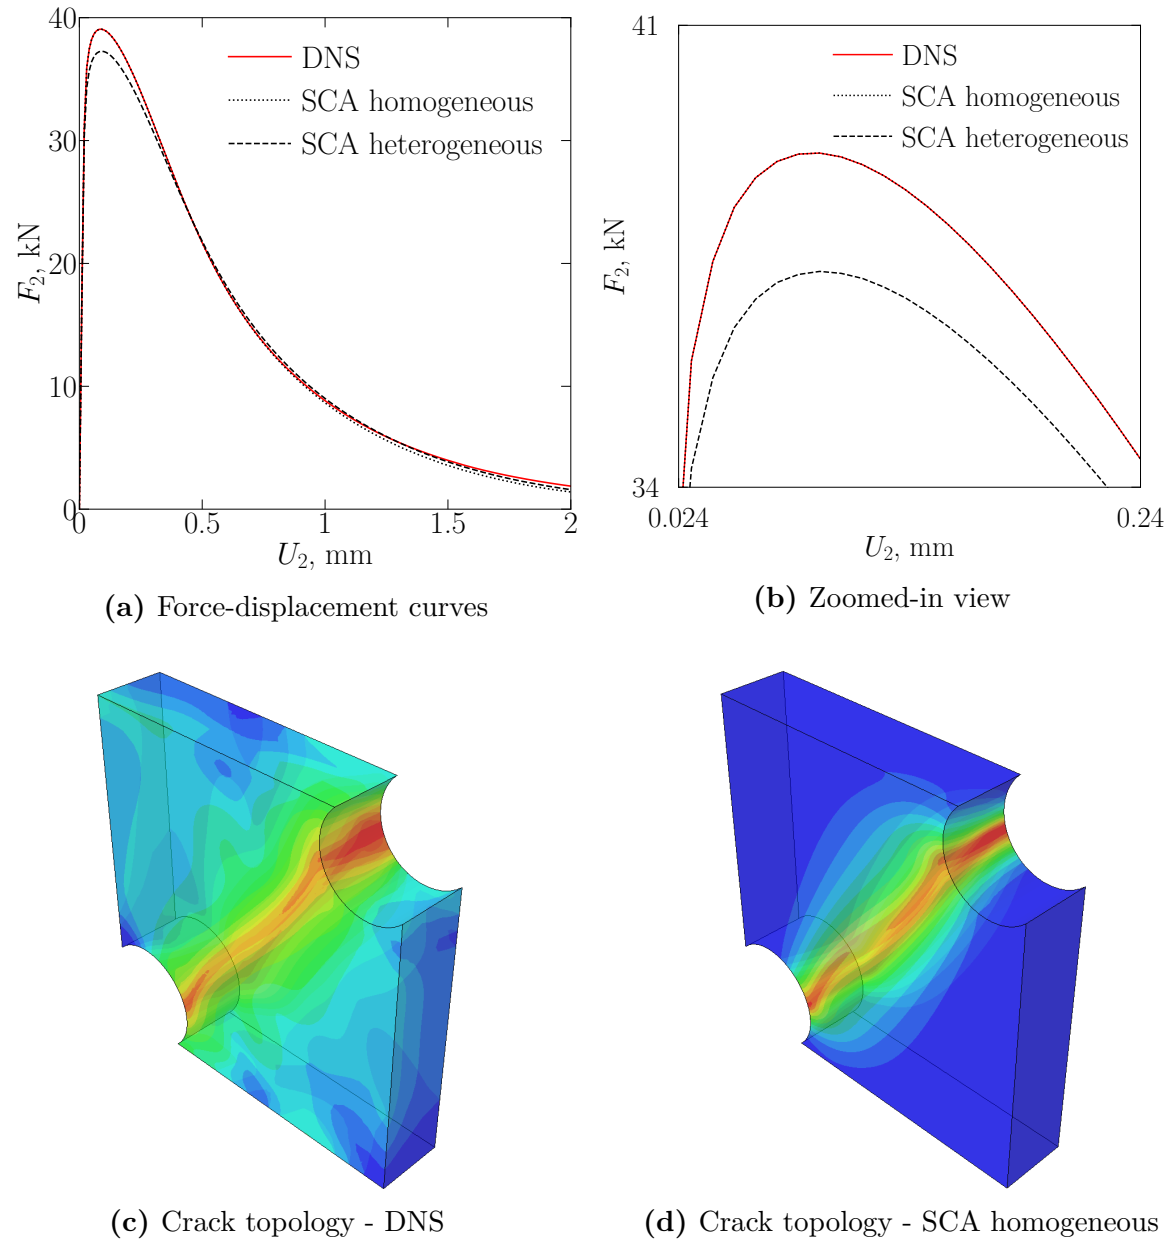 40
30
20
10
0
F₂, kN
DNS
SCA homogeneous
SCA heterogeneous
0 0.5 1 1.5 2
U₂, mm
(a) Force-displacement curves
41
34
F₂, kN
DNS
SCA homogeneous
SCA heterogeneous
0.024 0.24
U₂, mm
(b) Zoomed-in view
(c) Crack topology - DNS
(d) Crack topology - SCA homogeneous